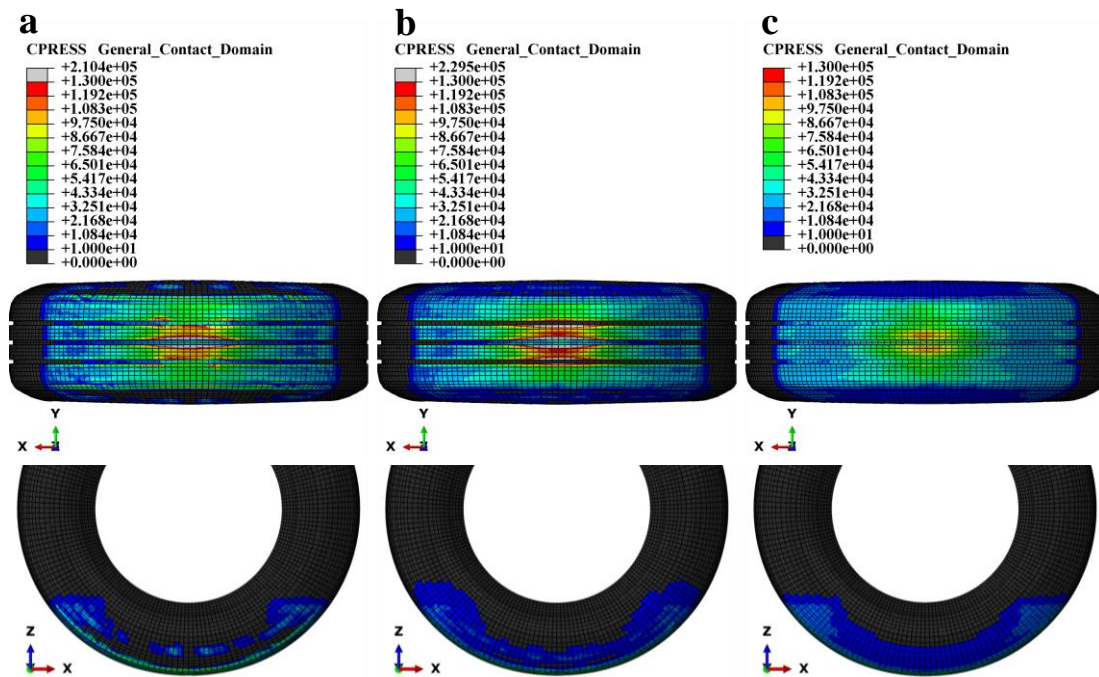 a
CPRESS General_Contact_Domain
+2.104e+05
+1.300e+05
+1.192e+05
+1.083e+05
+9.750e+04
+8.667e+04
+7.584e+04
+6.501e+04
+5.417e+04
+4.334e+04
+3.251e+04
+2.168e+04
+1.084e+04
+1.000e+01
+0.000e+00
Y
X
Z
X
b
CPRESS General_Contact_Domain
+2.295e+05
+1.300e+05
+1.192e+05
+1.083e+05
+9.750e+04
+8.667e+04
+7.584e+04
+6.501e+04
+5.417e+04
+4.334e+04
+3.251e+04
+2.168e+04
+1.084e+04
+1.000e+01
+0.000e+00
Y
X
Z
X
c
CPRESS General_Contact_Domain
+1.300e+05
+1.192e+05
+1.083e+05
+9.750e+04
+8.667e+04
+7.584e+04
+6.501e+04
+5.417e+04
+4.334e+04
+3.251e+04
+2.168e+04
+1.084e+04
+1.000e+01
+0.000e+00
Y
X
Z
X